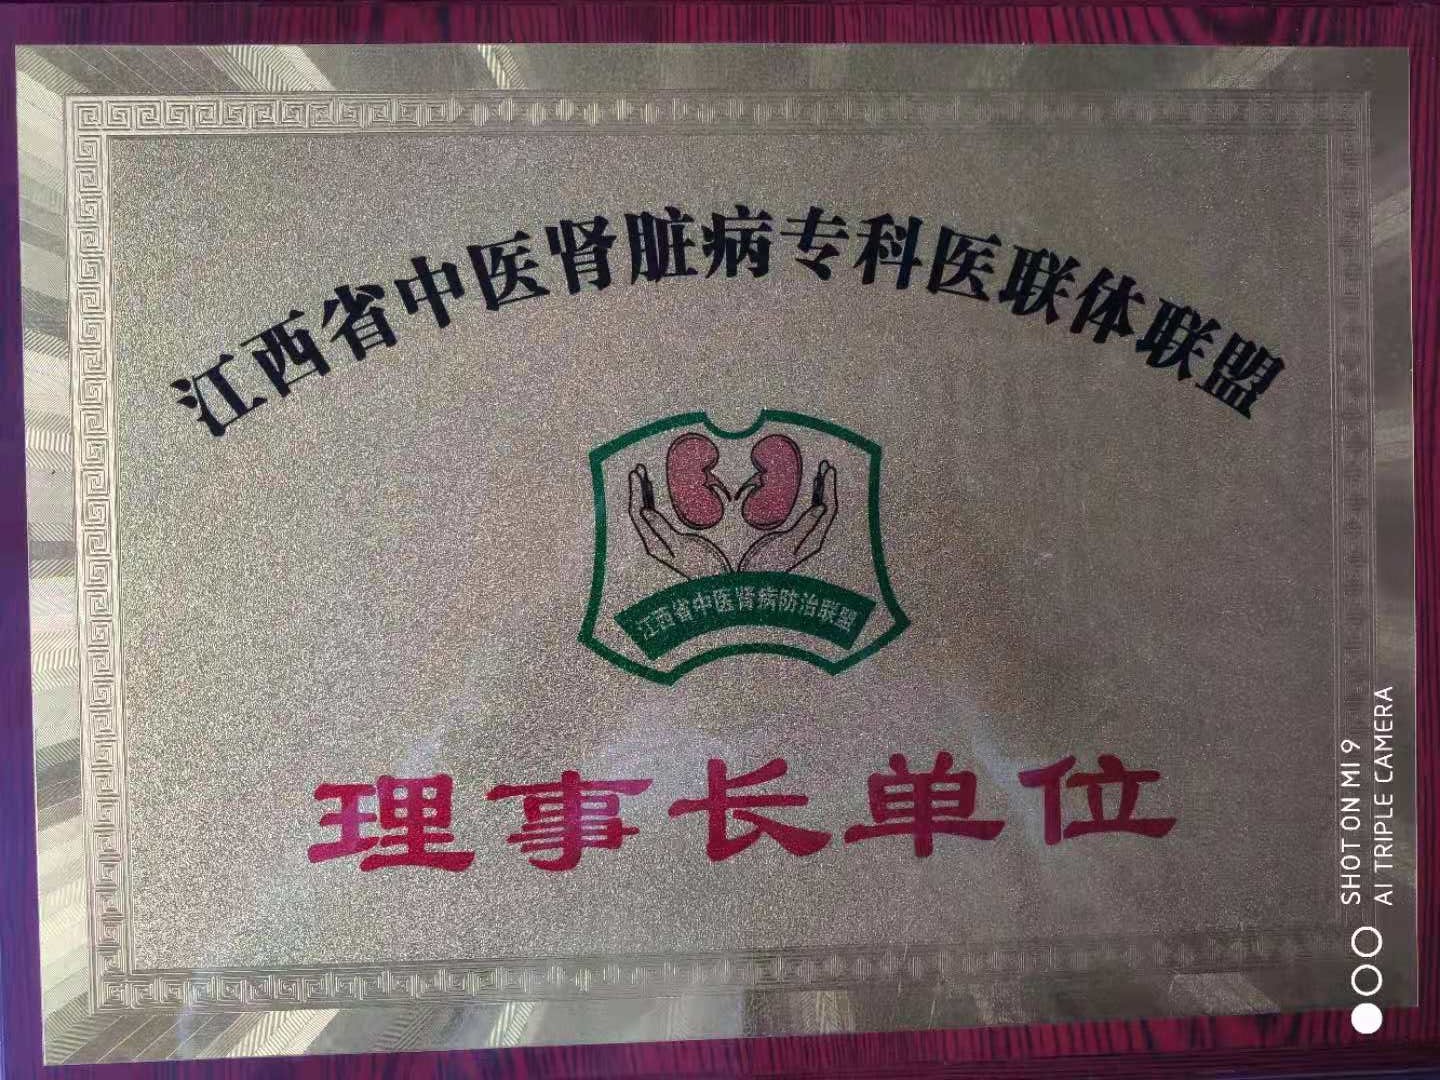 江西省中医肾脏病专科医联体联盟
江西省中医肾病防治联盟
理事长单位
SHOT ON MI 9
AI TRIPLE CAMERA